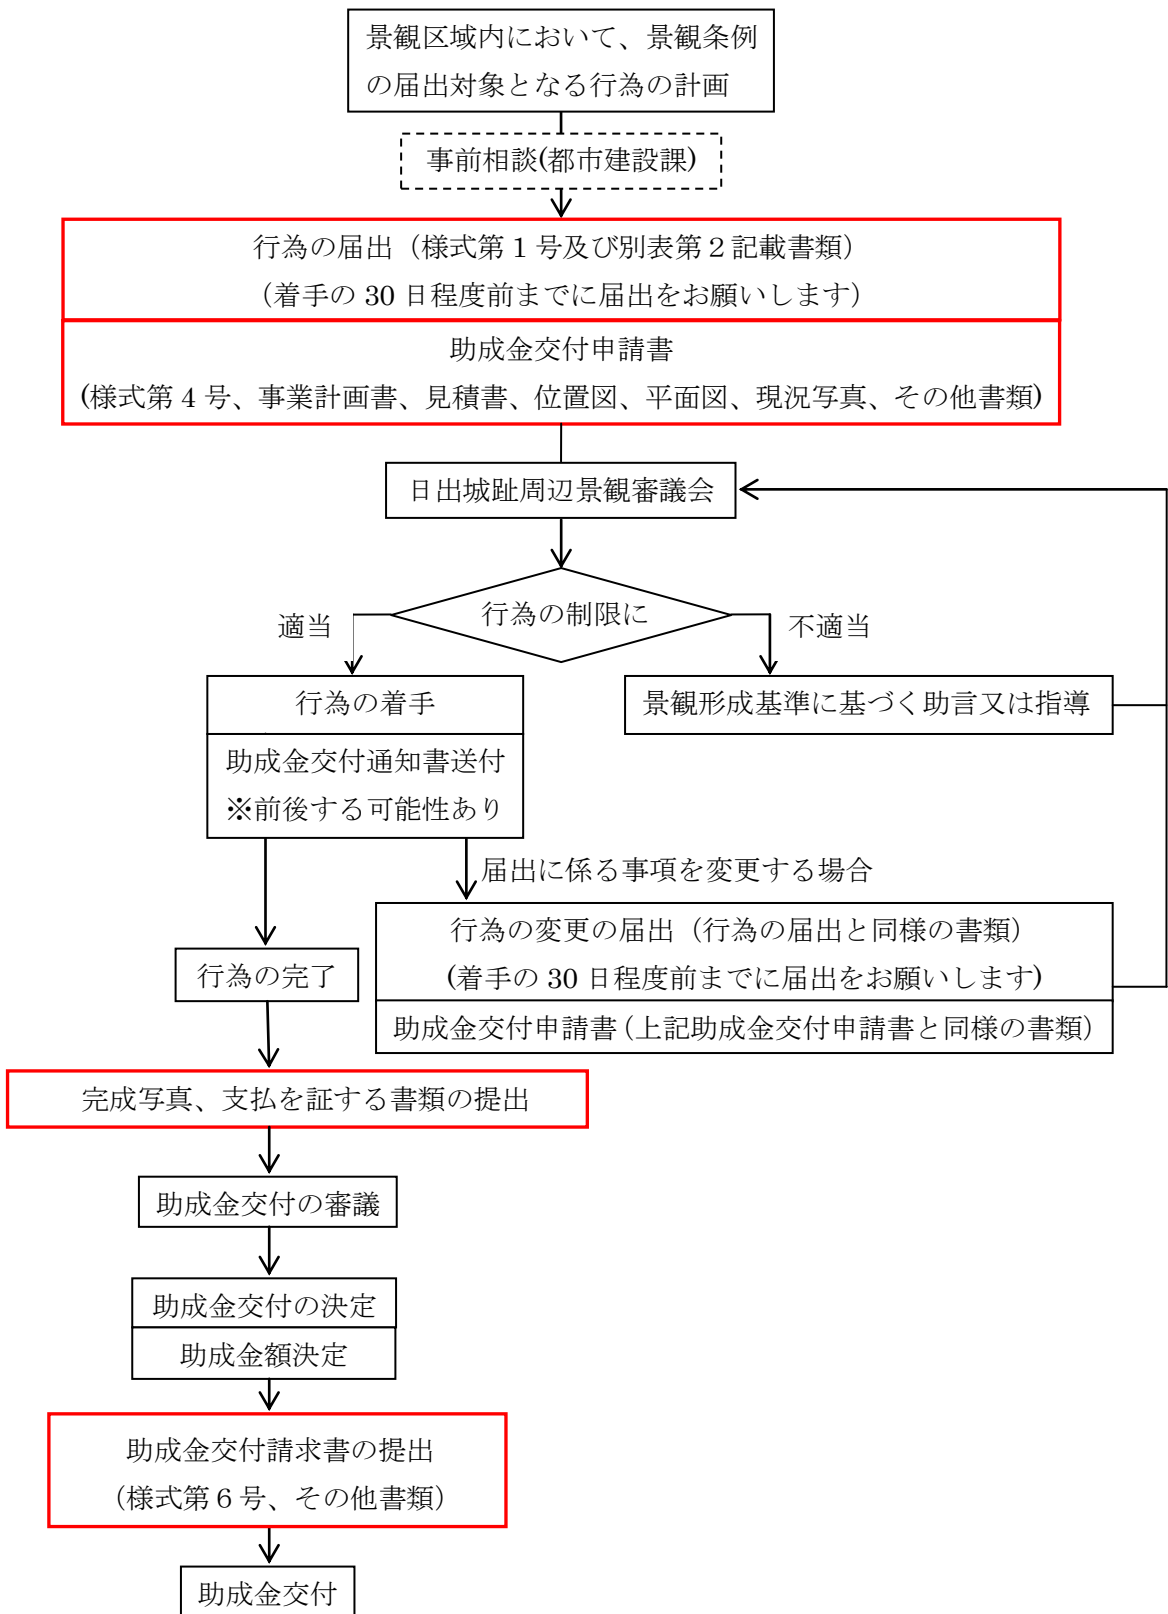 景観区域内において、景観条例
の届出対象となる行為の計画
事前相談(都市建設課)
行為の届出（様式第１号及び別表第２記載書類）
（着手の 30 日程度前までに届出をお願いします）
助成金交付申請書
(様式第４号、事業計画書、見積書、位置図、平面図、現況写真、その他書類)
日出城趾周辺景観審議会
行為の制限に
適当
不適当
行為の着手
助成金交付通知書送付
※前後する可能性あり
景観形成基準に基づく助言又は指導
届出に係る事項を変更する場合
行為の変更の届出（行為の届出と同様の書類）
(着手の 30 日程度前までに届出をお願いします)
助成金交付申請書（上記助成金交付申請書と同様の書類）
行為の完了
完成写真、支払を証する書類の提出
助成金交付の審議
助成金交付の決定
助成金額決定
助成金交付請求書の提出
（様式第６号、その他書類）
助成金交付